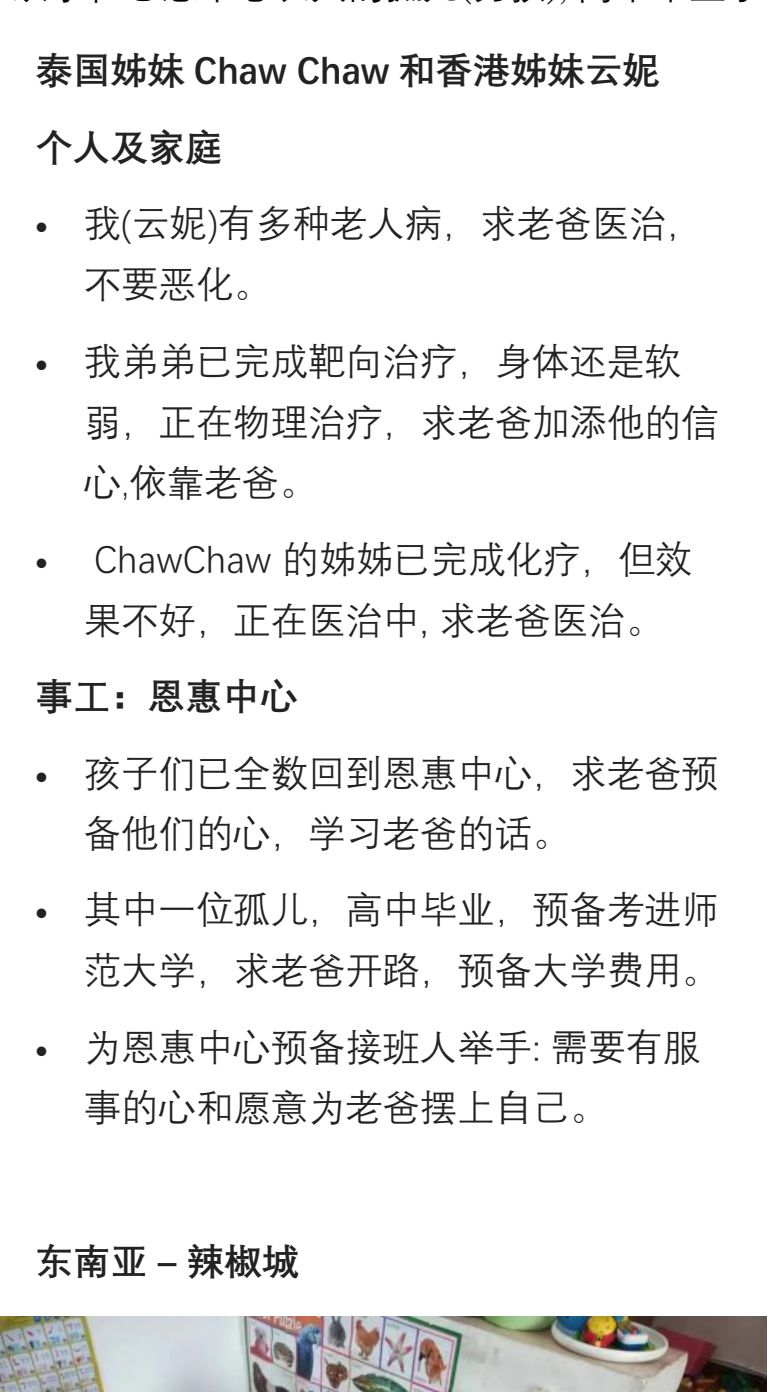 泰国姊妹 Chaw Chaw 和香港姊妹云妮
个人及家庭
• 我(云妮)有多种老人病，求老爸医治，
不要恶化。
• 我弟弟已完成靶向治疗，身体还是软
弱，正在物理治疗，求老爸加添他的信
心,依靠老爸。
• ChawChaw 的姊姊已完成化疗，但效
果不好，正在医治中, 求老爸医治。
事工：恩惠中心
• 孩子们已全数回到恩惠中心，求老爸预
备他们的心，学习老爸的话。
• 其中一位孤儿，高中毕业，预备考进师
范大学，求老爸开路，预备大学费用。
• 为恩惠中心预备接班人举手: 需要有服
事的心和愿意为老爸摆上自己。
东南亚 – 辣椒城